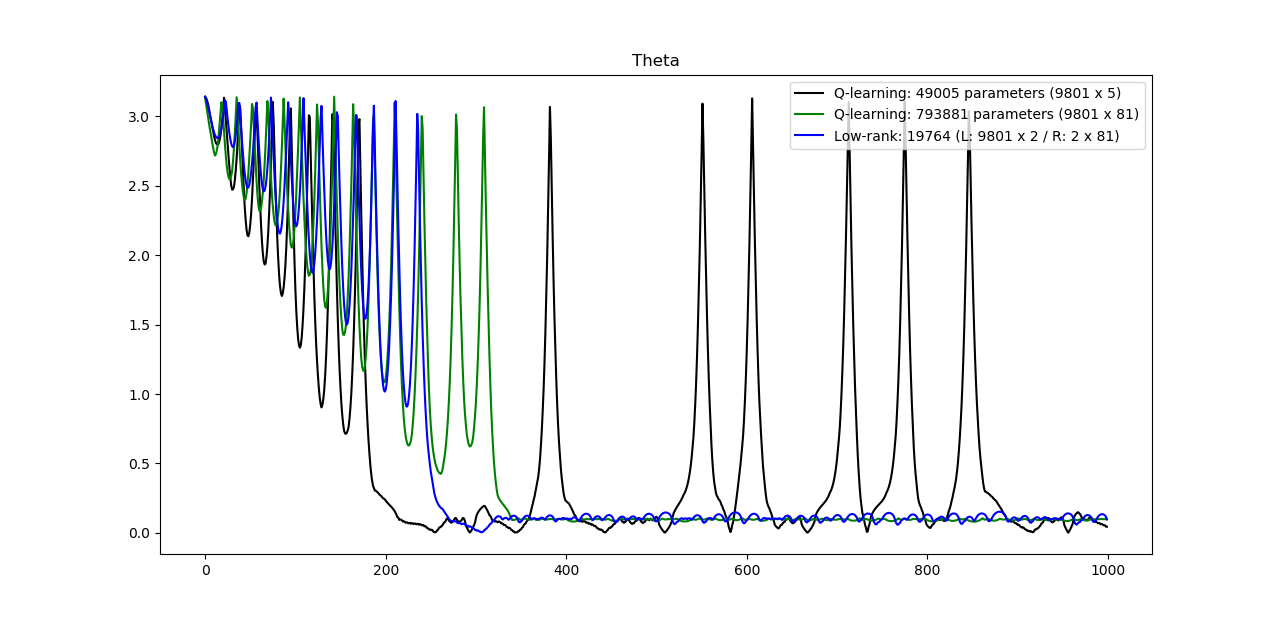 Theta
Q-learning: 49005 parameters (9801 x 5)
Q-learning: 793881 parameters (9801 x 81)
Low-rank: 19764 (L: 9801 x 2 / R: 2 x 81)
3.0
2.5
2.0
1.5
1.0
0.5
0.0
0 200 400 600 800 1000